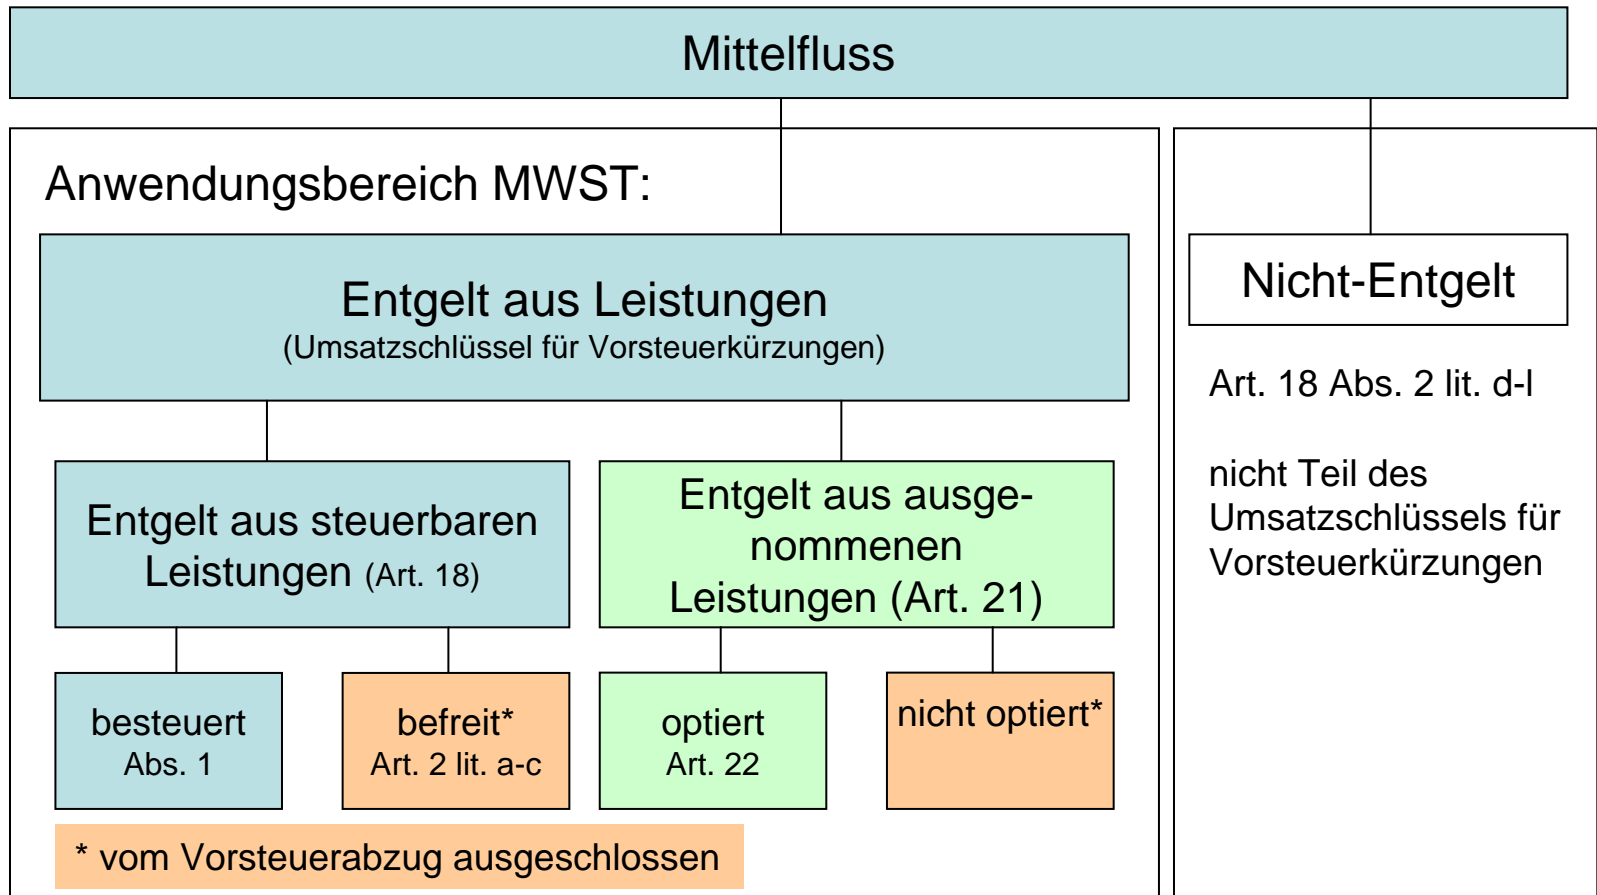 Mittelfluss
Anwendungsbereich MWST:
Entgelt aus Leistungen
(Umsatzschlüssel für Vorsteuerkürzungen)
Entgelt aus steuerbaren
Leistungen (Art. 18)
Entgelt aus ausge-
nommenen
Leistungen (Art. 21)
besteuert
Abs. 1
befreit*
Art. 2 lit. a-c
optiert
Art. 22
nicht optiert*
* vom Vorsteuerabzug ausgeschlossen
Nicht-Entgelt
Art. 18 Abs. 2 lit. d-l
nicht Teil des
Umsatzschlüssels für
Vorsteuerkürzungen